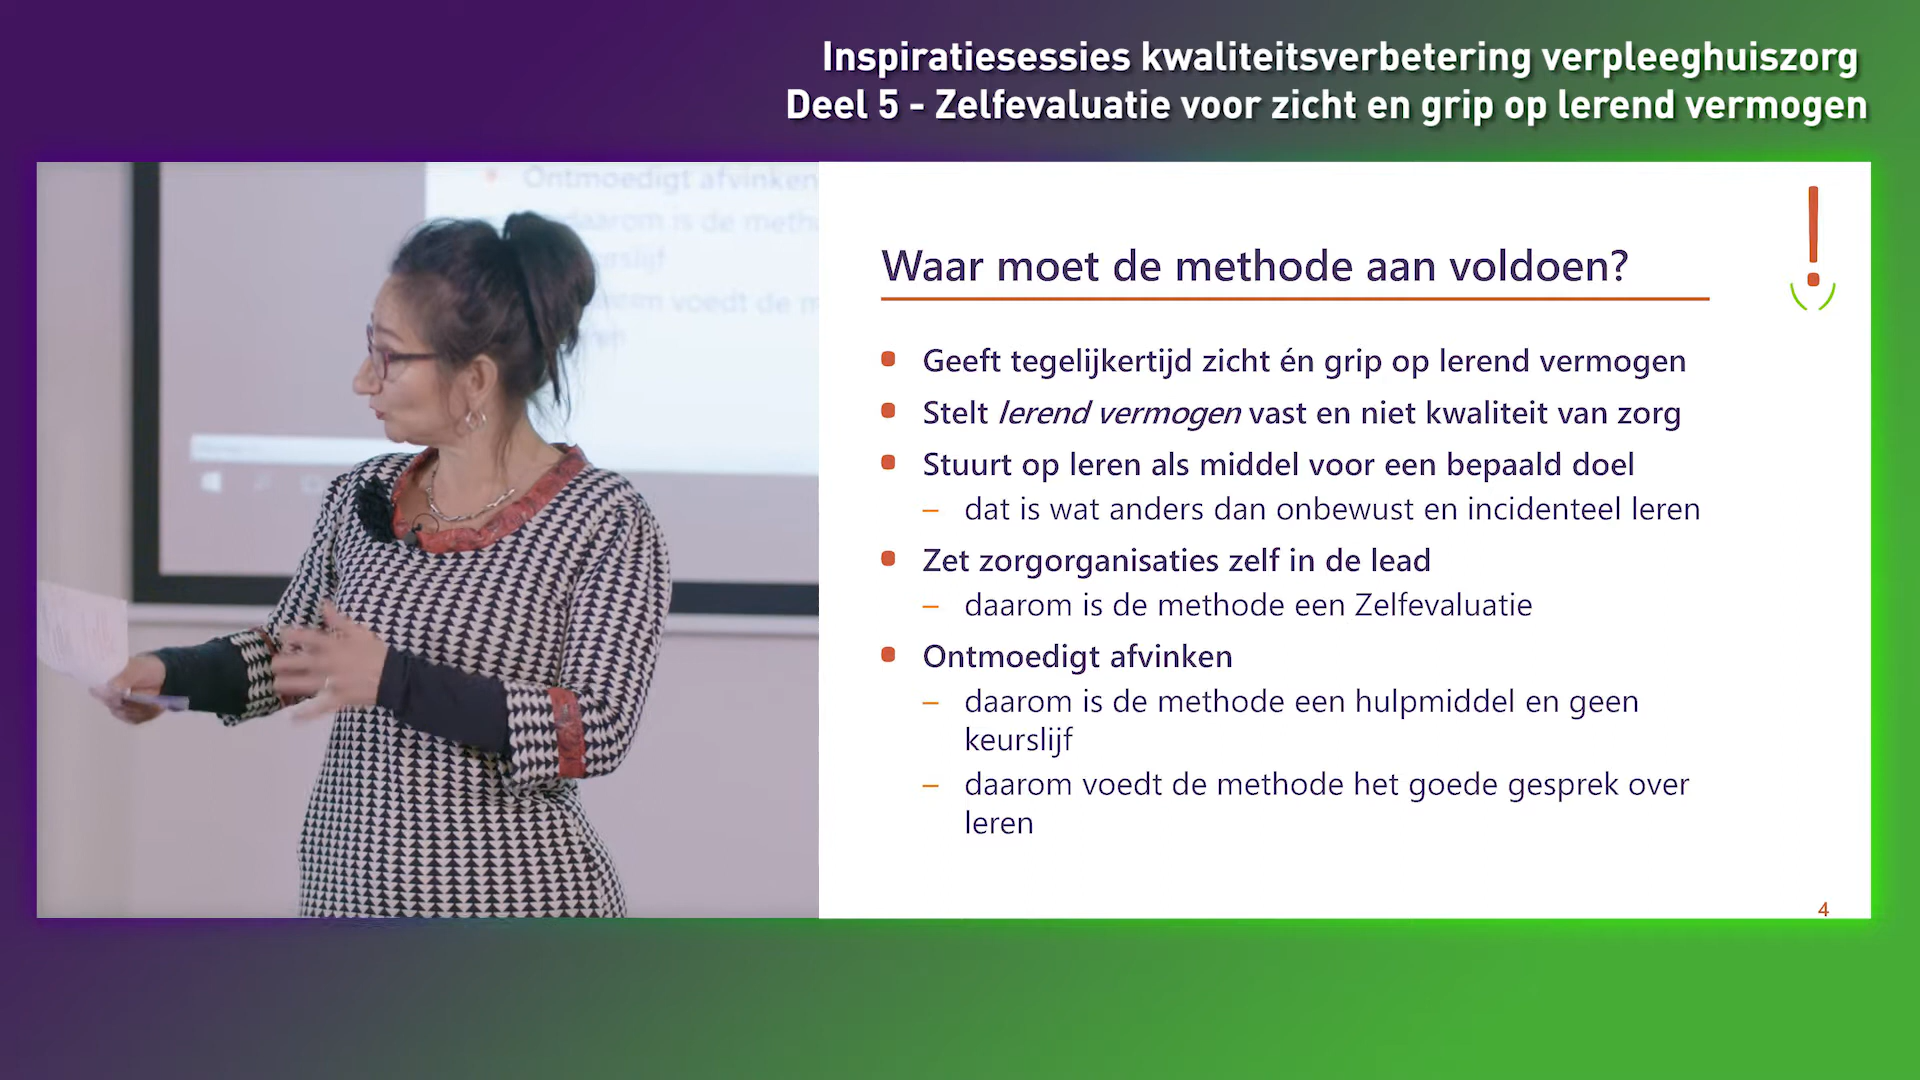 Inspiratiesessies kwaliteitsverbetering verpleeghuiszorg
Deel 5 - Zelfevaluatie voor zicht en grip op lerend vermogen
Ontmoedigt afvinken
daarom is de
voedt de
Waar moet de methode aan voldoen?
Geeft tegelijkertijd zicht én grip op lerend vermogen
Stelt lerend vermogen vast en niet kwaliteit van zorg
Stuurt op leren als middel voor een bepaald doel
– dat is wat anders dan onbewust en incidenteel leren
Zet zorgorganisaties zelf in de lead
– daarom is de methode een Zelfevaluatie
Ontmoedigt afvinken
– daarom is de methode een hulpmiddel en geen
keurslijf
– daarom voedt de methode het goede gesprek over
leren
4